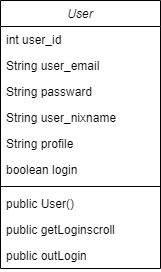 User
int user_id
String user_email
String passward
String user_nixname
String profile
boolean login
public User()
public getLoginscroll
public outLogin